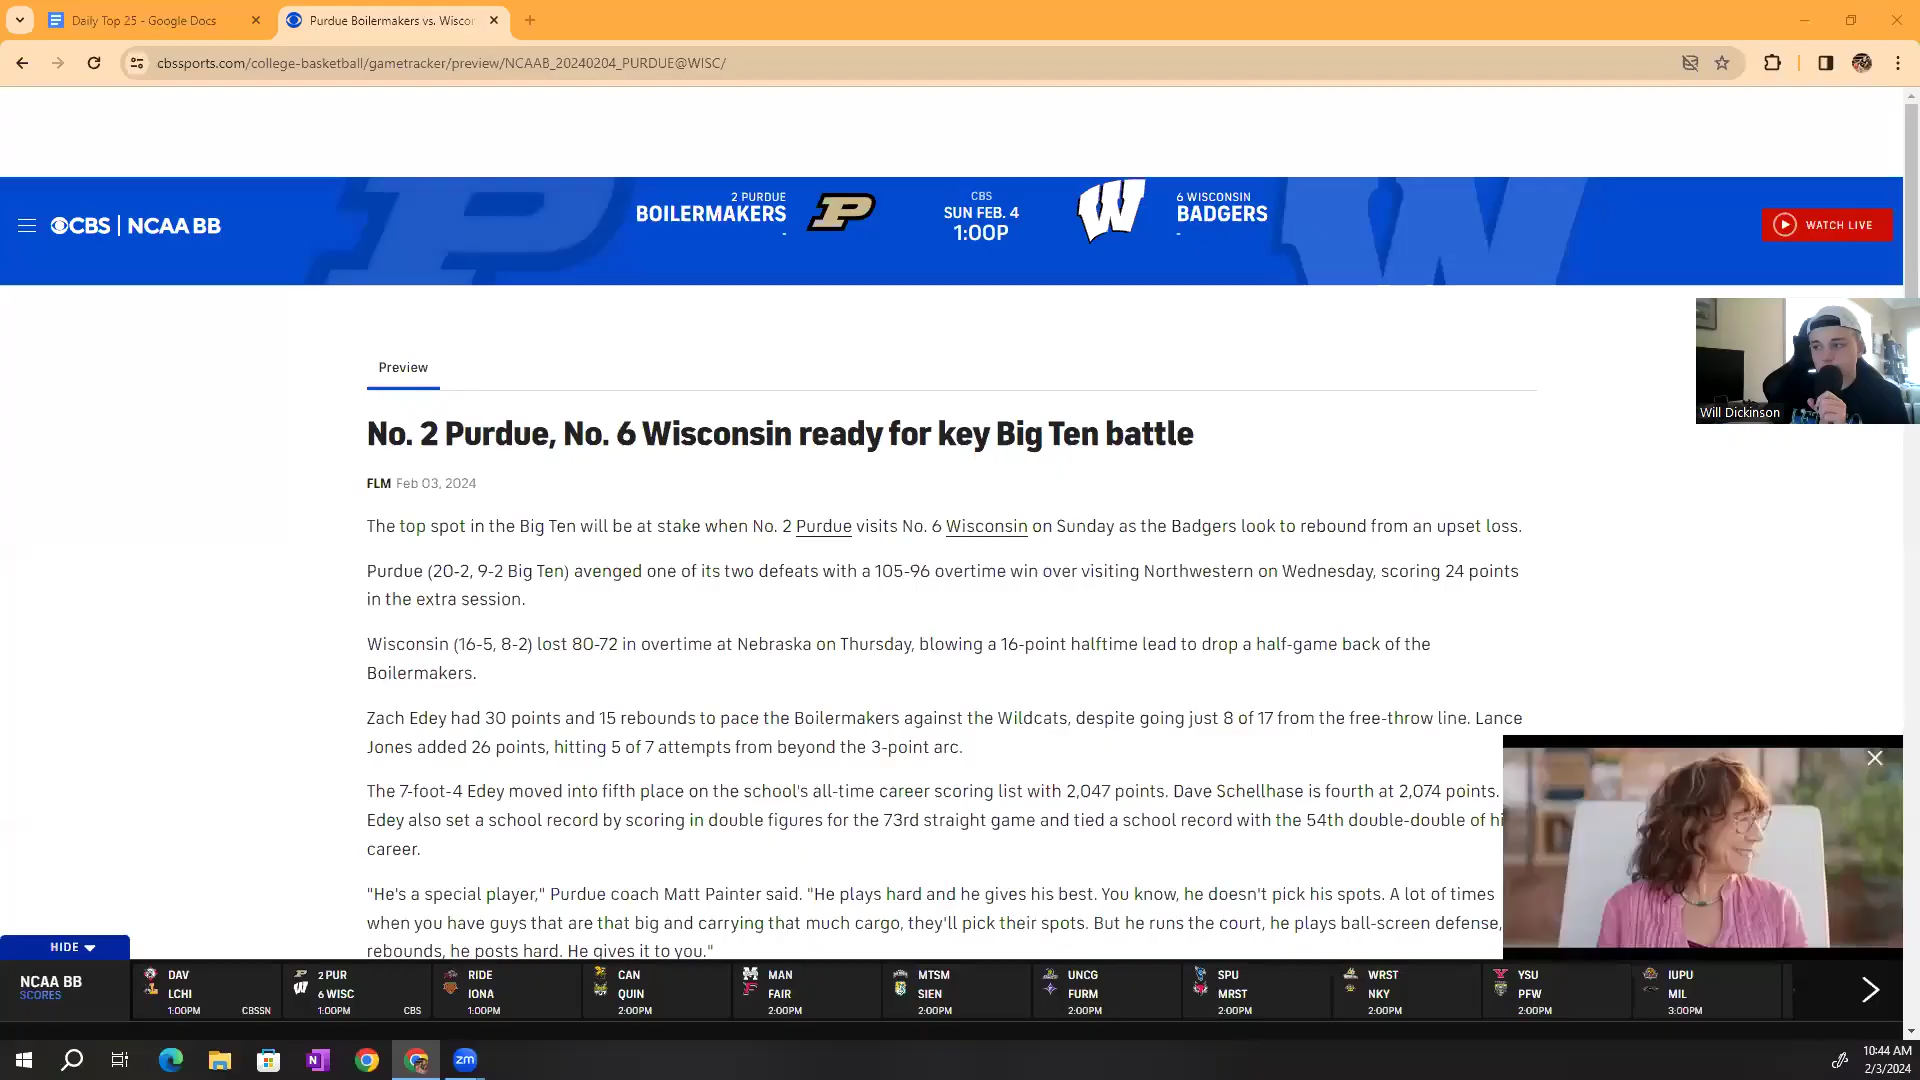 Daily Top 25 - Google Docs
Purdue Boilermakers vs. Wiscon
cbssports.com/college-basketball/gametracker/preview/NCAAB_20240204_PURDUE@WISC/
CBS NCAA BB
2 PURDUE
BOILERMAKERS
-
P
CBS
SUN FEB. 4
1:00P
W
6 WISCONSIN
BADGERS
-
WATCH LIVE
Preview
No. 2 Purdue, No. 6 Wisconsin ready for key Big Ten battle
FLM Feb 03, 2024
The top spot in the Big Ten will be at stake when No. 2 Purdue visits No. 6 Wisconsin on Sunday as the Badgers look to rebound from an upset loss.
Purdue (20-2, 9-2 Big Ten) avenged one of its two defeats with a 105-96 overtime win over visiting Northwestern on Wednesday, scoring 24 points
in the extra session.
Wisconsin (16-5, 8-2) lost 80-72 in overtime at Nebraska on Thursday, blowing a 16-point halftime lead to drop a half-game back of the
Boilermakers.
Zach Edey had 30 points and 15 rebounds to pace the Boilermakers against the Wildcats, despite going just 8 of 17 from the free-throw line. Lance
Jones added 26 points, hitting 5 of 7 attempts from beyond the 3-point arc.
The 7-foot-4 Edey moved into fifth place on the school's all-time career scoring list with 2,047 points. Dave Schellhase is fourth at 2,074 points.
Edey also set a school record by scoring in double figures for the 73rd straight game and tied a school record with the 54th double-double of hi
career.
"He's a special player," Purdue coach Matt Painter said. "He plays hard and he gives his best. You know, he doesn't pick his spots. A lot of times
when you have guys that are that big and carrying that much cargo, they'll pick their spots. But he runs the court, he plays ball-screen defense,
rebounds, he posts hard. He gives it to you."
Will Dickinson
HIDE
NCAA BB
SCORES
DAV
LCHI
1:00PM CBSSN
2 PUR
6 WISC
1:00PM CBS
RIDE
IONA
1:00PM
CAN
QUIN
2:00PM
MAN
FAIR
2:00PM
MTSM
SIEN
2:00PM
UNCG
FURM
2:00PM
SPU
MRST
2:00PM
WRST
NKY
2:00PM
YSU
PFW
2:00PM
IUPU
MIL
3:00PM
zm
10:44 AM
2/3/2024